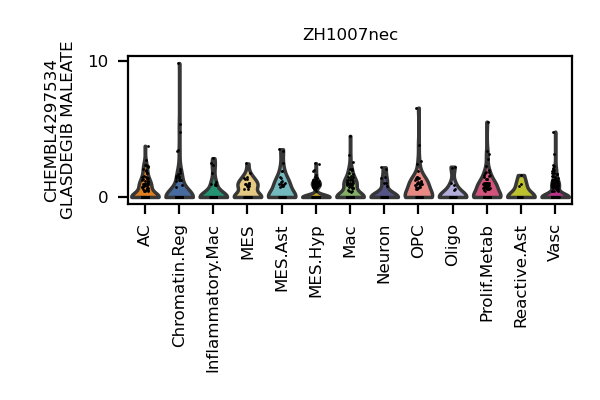 ZH1007nec
CHEMBL4297534
GLASDEGIB MALEATE
10
0
AC
Chromatin.Reg
Inflammatory.Mac
MES
MES.Ast
MES.Hyp
Mac
Neuron
OPC
Oligo
Prolif.Metab
Reactive.Ast
Vasc